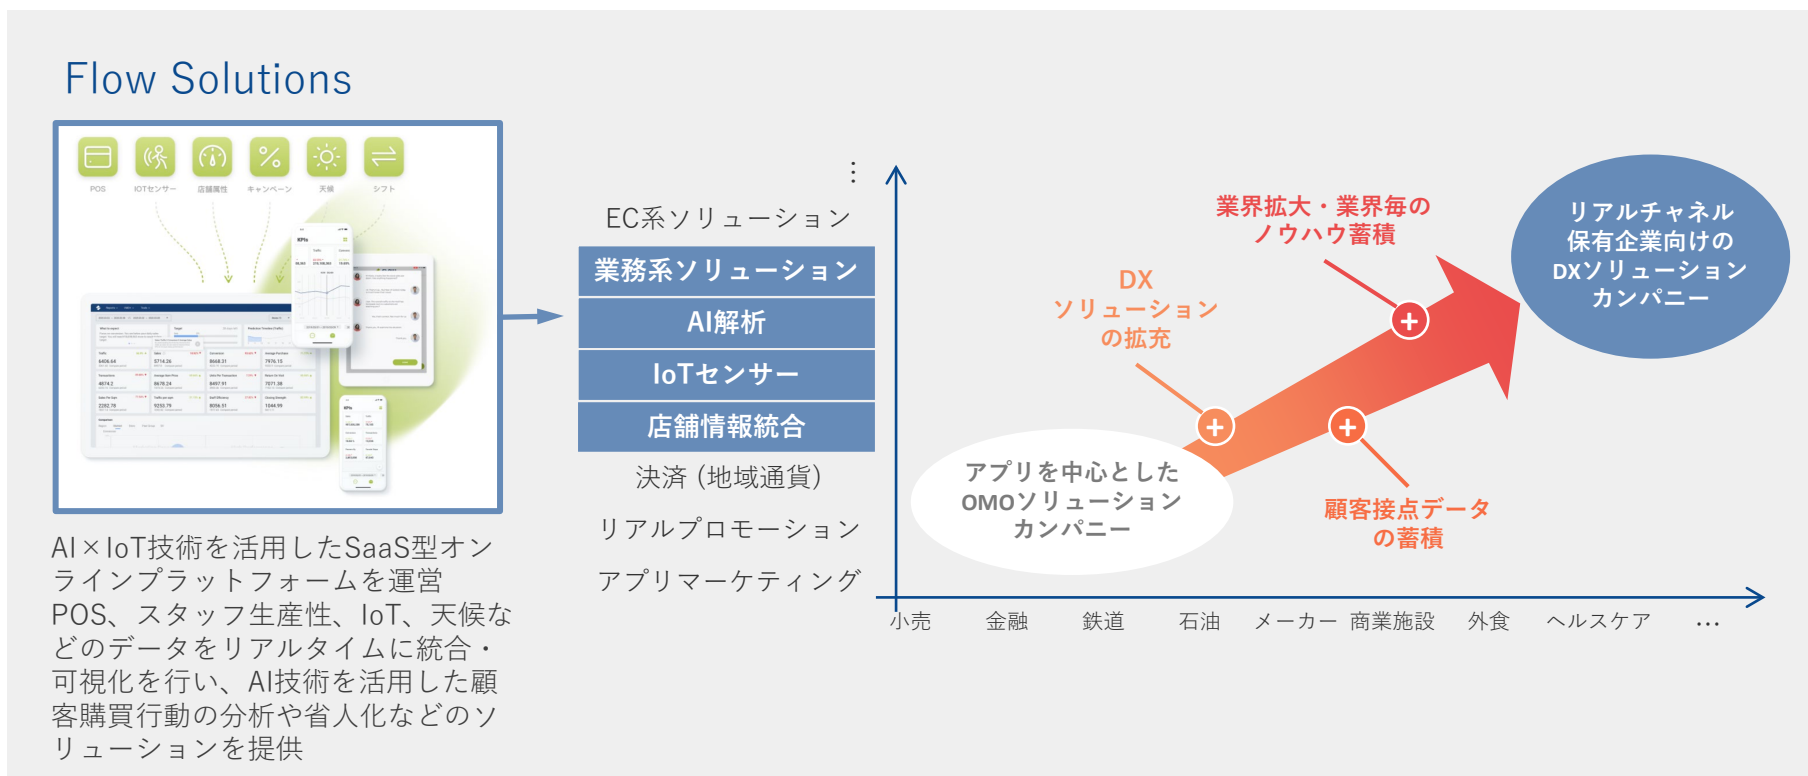 Flow Solutions
POS
IOTセンサー
店舗属性
キャンペーン
天候
シフト
KPIs
KPIs
AI×IoT技術を活用したSaaS型オン
ラインプラットフォームを運営
POS、スタッフ生産性、IoT、天候な
どのデータをリアルタイムに統合・
可視化を行い、AI技術を活用した顧
客購買行動の分析や省人化などのソ
リューションを提供
⋮
EC系ソリューション
業務系ソリューション
AI解析
IoTセンサー
店舗情報統合
決済 (地域通貨)
リアルプロモーション
アプリマーケティング
小売
金融
鉄道
石油
メーカー
商業施設
外食
ヘルスケア
…
アプリを中心とした
OMOソリューション
カンパニー
DX
ソリューション
の拡充
業界拡大・業界毎の
ノウハウ蓄積
顧客接点データ
の蓄積
リアルチャネル
保有企業向けの
DXソリューション
カンパニー